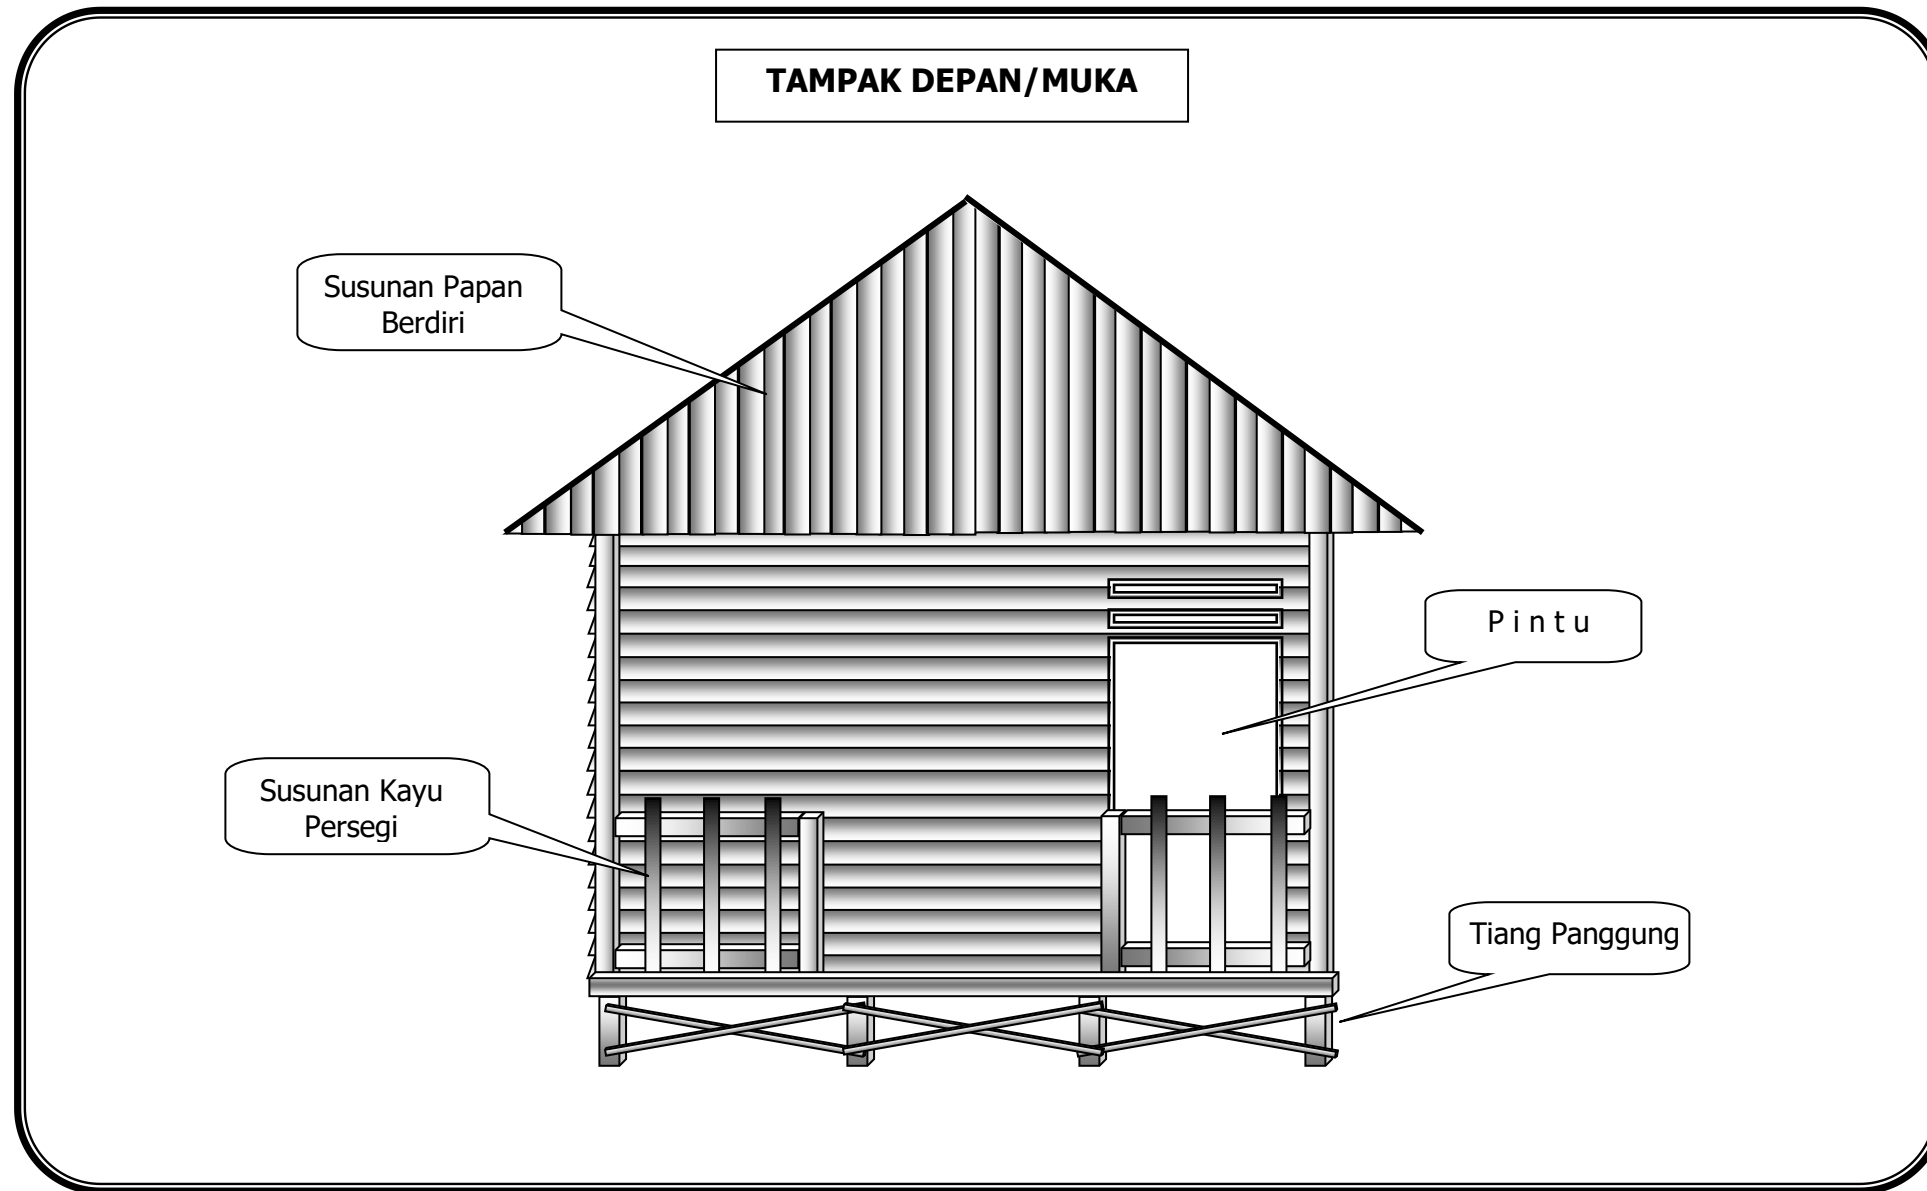 TAMPAK DEPAN/MUKA
Susunan Papan
Berdiri
P i n t u
Susunan Kayu
Persegi
Tiang Panggung